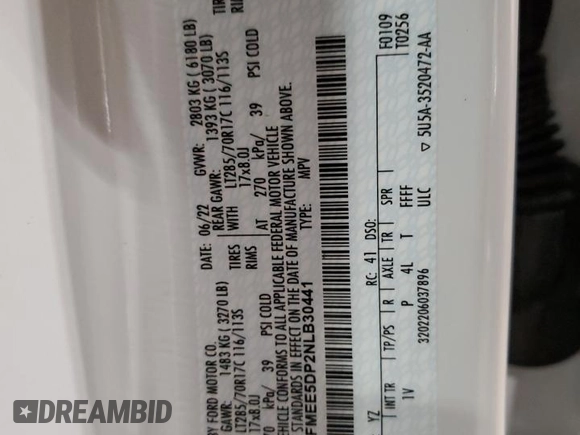 BY FORD MOTOR CO.
DATE: 06/22 GVWR: 2803 KG ( 6180 LB)
GAWR: 1483 KG ( 3270 LB) REAR GAWR: 1393 KG ( 3070 LB)
LT285/70R17C 116/113S TIRES WITH LT285/70R17C 116/113S
17x8.0J RIMS 17x8.0J
kPa/ 39 PSI COLD AT 270 kPa/ 39 PSI COLD
VEHICLE CONFORMS TO ALL APPLICABLE FEDERAL MOTOR VEHICLE
STANDARDS IN EFFECT ON THE DATE OF MANUFACTURE SHOWN ABOVE.
FMEE5DP2NLB30441 TYPE: MPV
F0109
T0256
YZ RC: 41 DSO:
INT TR TP/PS R AXLE TR SPR
1V P 4L T FFFF
3202206037896 ULC
▽ 5U5A-3520472-AA
DREAMBID